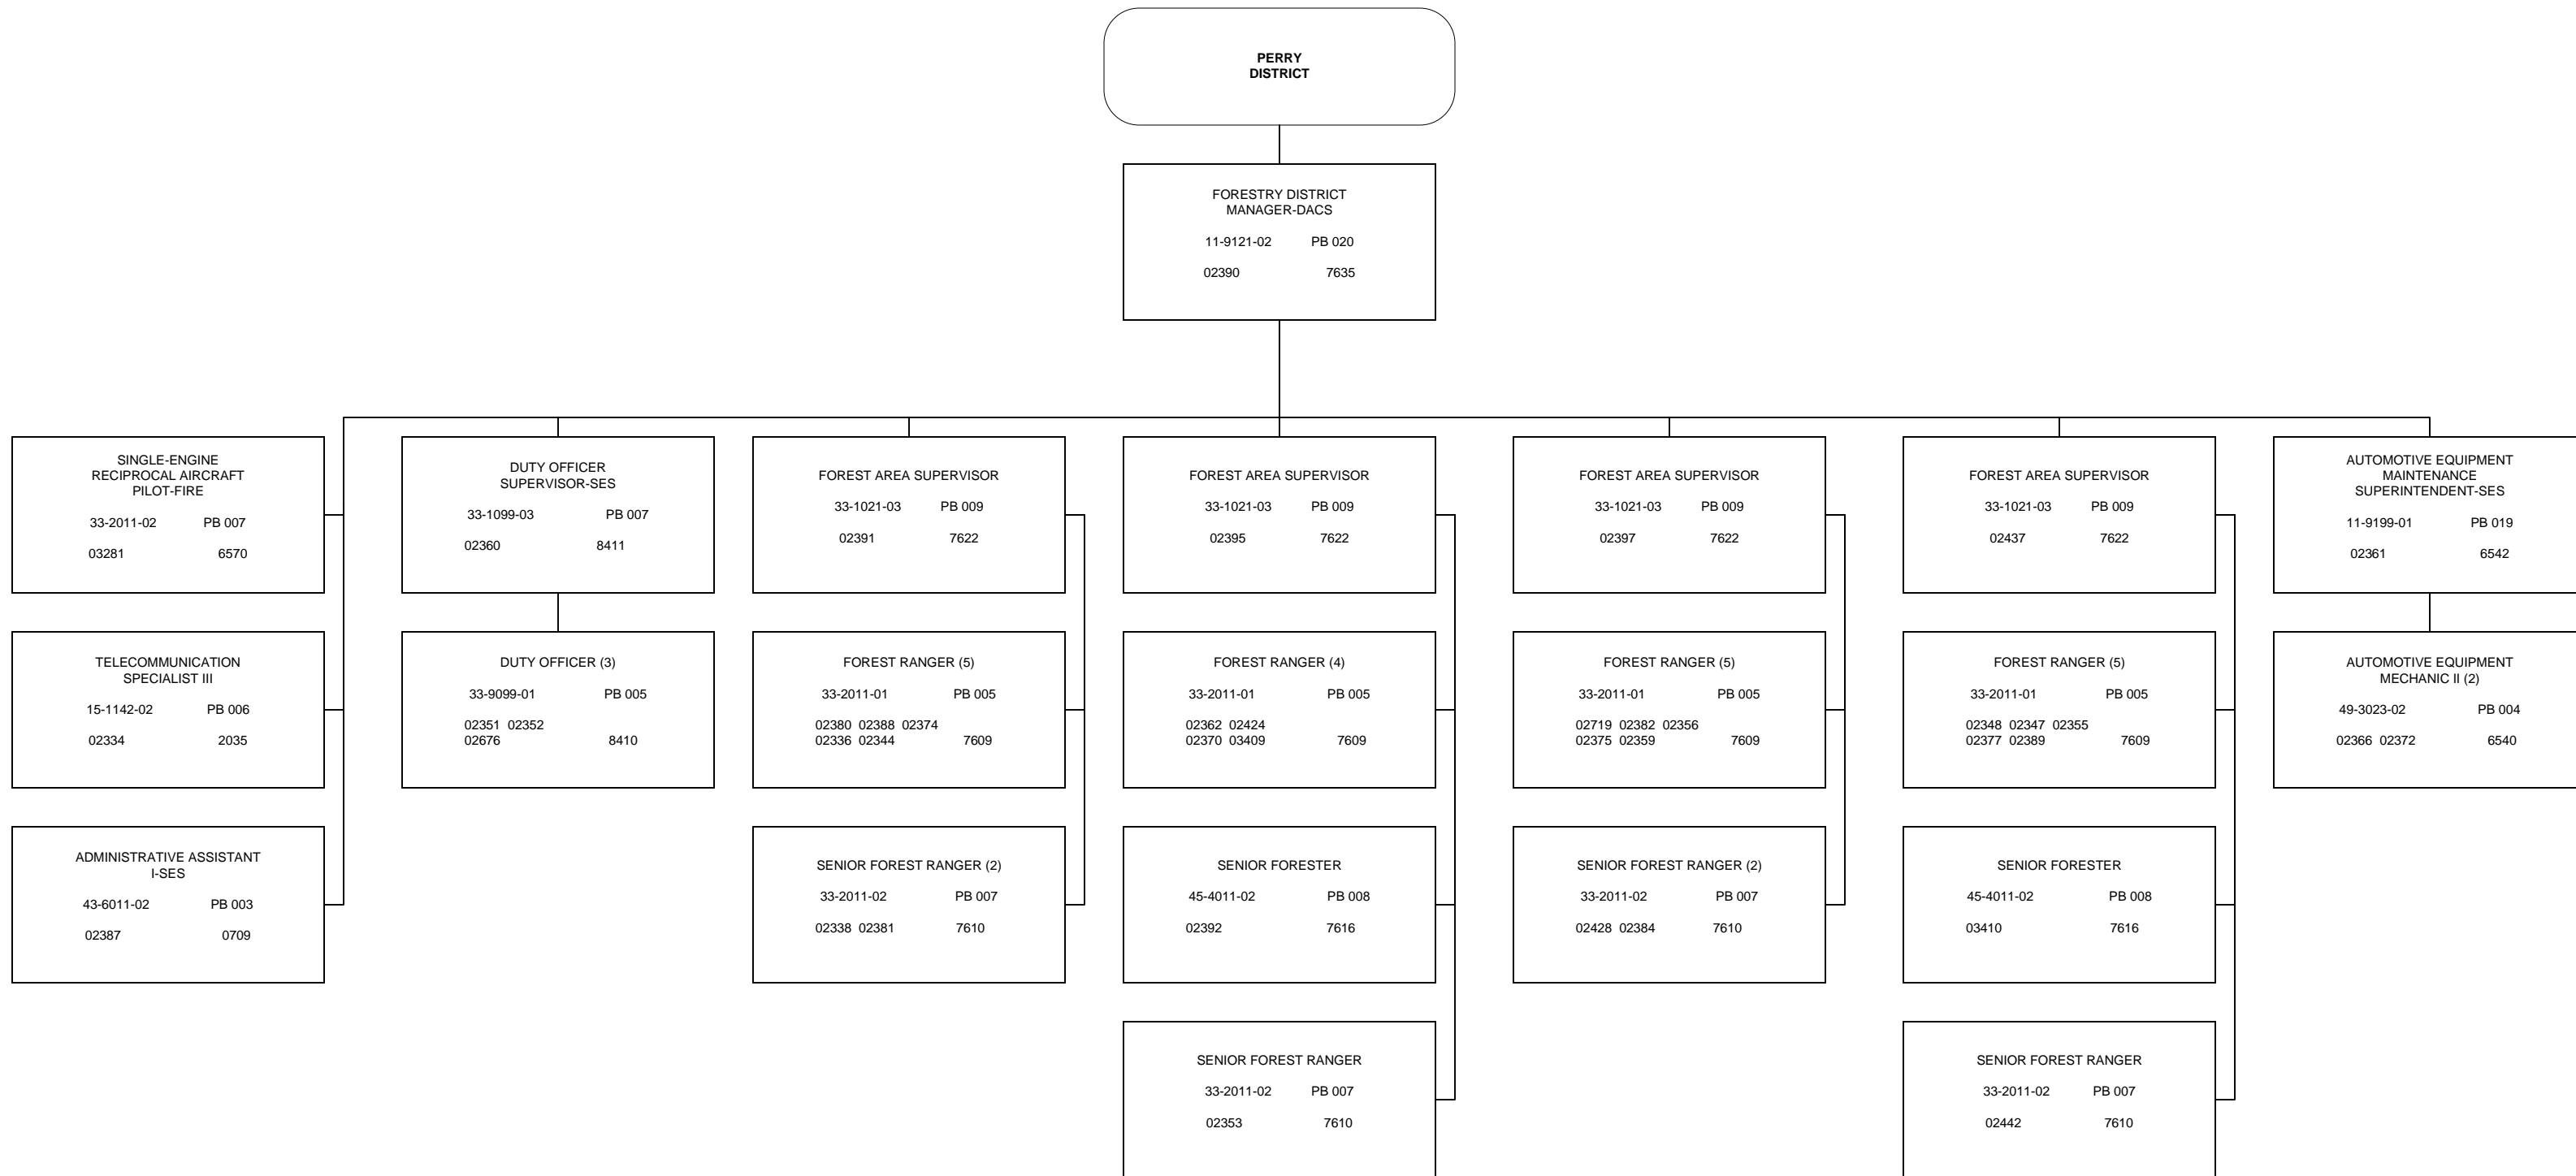 PERRY
DISTRICT
FORESTRY DISTRICT
MANAGER-DACS
11-9121-02 PB 020
02390 7635
SINGLE-ENGINE
RECIPROCAL AIRCRAFT
PILOT-FIRE
33-2011-02 PB 007
03281 6570
TELECOMMUNICATION
SPECIALIST III
15-1142-02 PB 006
02334 2035
ADMINISTRATIVE ASSISTANT
I-SES
43-6011-02 PB 003
02387 0709
DUTY OFFICER
SUPERVISOR-SES
33-1099-03 PB 007
02360 8411
DUTY OFFICER (3)
33-9099-01 PB 005
02351 02352
02676 8410
FOREST AREA SUPERVISOR
33-1021-03 PB 009
02391 7622
FOREST RANGER (5)
33-2011-01 PB 005
02380 02388 02374
02336 02344 7609
SENIOR FOREST RANGER (2)
33-2011-02 PB 007
02338 02381 7610
FOREST AREA SUPERVISOR
33-1021-03 PB 009
02395 7622
FOREST RANGER (4)
33-2011-01 PB 005
02362 02424
02370 03409 7609
SENIOR FORESTER
45-4011-02 PB 008
02392 7616
SENIOR FOREST RANGER
33-2011-02 PB 007
02353 7610
FOREST AREA SUPERVISOR
33-1021-03 PB 009
02397 7622
FOREST RANGER (5)
33-2011-01 PB 005
02719 02382 02356
02375 02359 7609
SENIOR FOREST RANGER (2)
33-2011-02 PB 007
02428 02384 7610
FOREST AREA SUPERVISOR
33-1021-03 PB 009
02437 7622
FOREST RANGER (5)
33-2011-01 PB 005
02348 02347 02355
02377 02389 7609
SENIOR FORESTER
45-4011-02 PB 008
03410 7616
SENIOR FOREST RANGER
33-2011-02 PB 007
02442 7610
AUTOMOTIVE EQUIPMENT
MAINTENANCE
SUPERINTENDENT-SES
11-9199-01 PB 019
02361 6542
AUTOMOTIVE EQUIPMENT
MECHANIC II (2)
49-3023-02 PB 004
02366 02372 6540